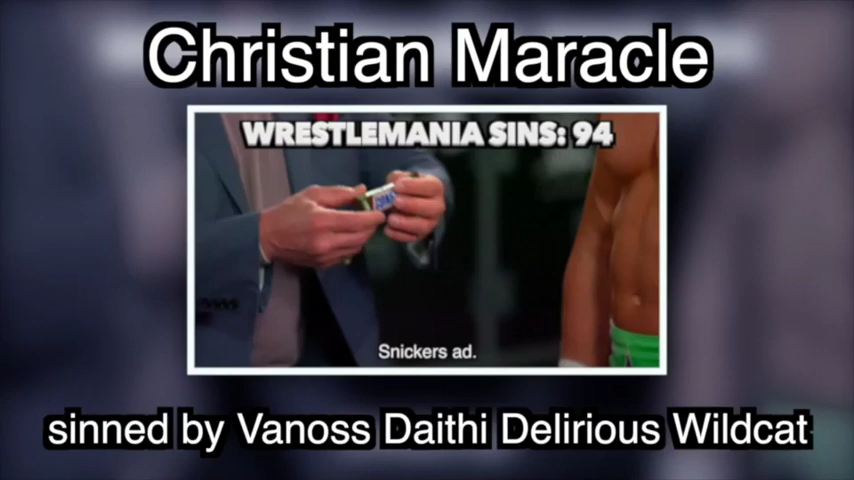 Christian Maracle
WRESTLEMANIA SINS: 94
Snickers ad.
sinned by Vanoss Daithi Delirious Wildcat